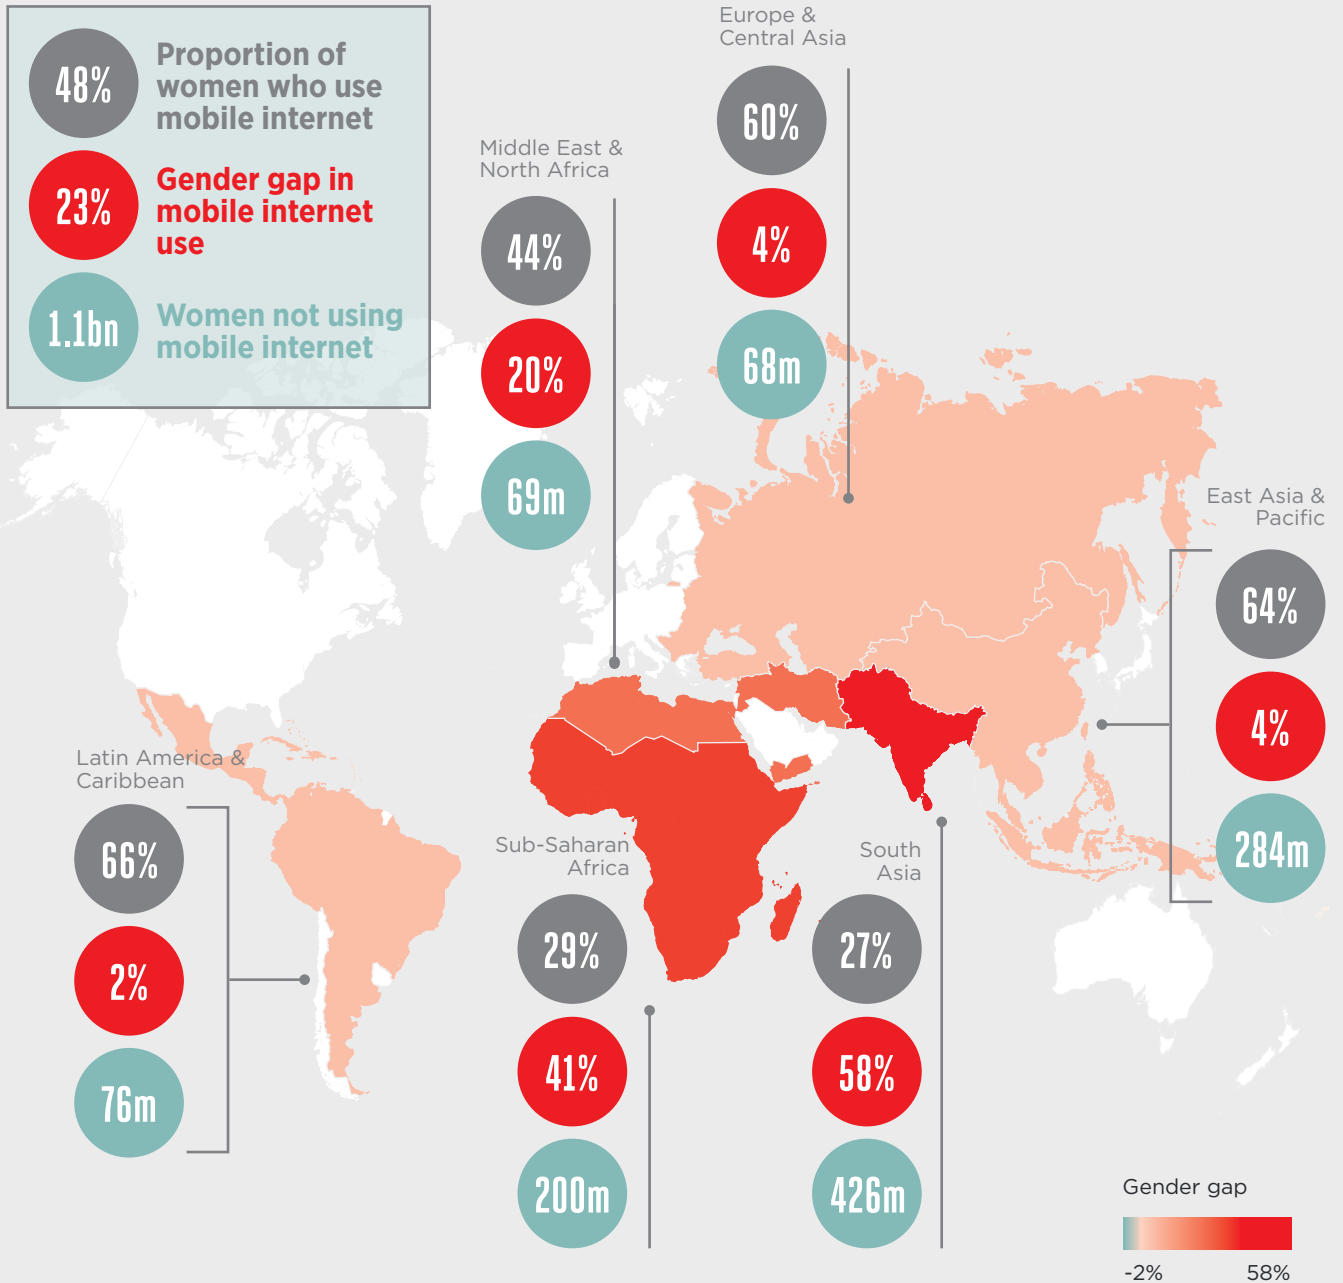 48%
Proportion of
women who use
mobile internet
23%
Gender gap in
mobile internet
use
1.1bn
Women not using
mobile internet
Europe &
Central Asia
60%
4%
68m
Middle East &
North Africa
44%
20%
69m
East Asia &
Pacific
64%
4%
284m
Latin America &
Caribbean
66%
2%
76m
Sub-Saharan
Africa
29%
41%
200m
South
Asia
27%
58%
426m
Gender gap
-2%
58%